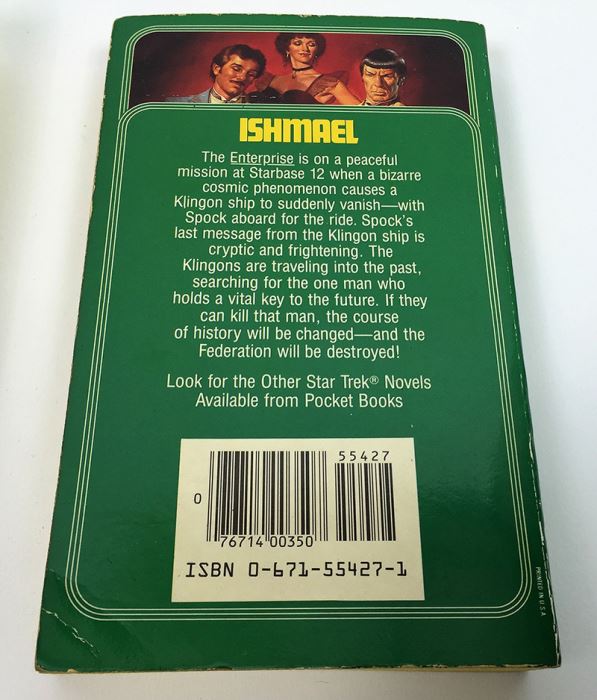 ISHMAEL
The Enterprise is on a peaceful
mission at Starbase 12 when a bizarre
cosmic phenomenon causes a
Klingon ship to suddenly vanish—with
Spock aboard for the ride. Spock's
last message from the Klingon ship is
cryptic and frightening. The
Klingons are traveling into the past,
searching for the one man who
holds a vital key to the future. If they
can kill that man, the course
of history will be changed—and the
Federation will be destroyed!
Look for the Other Star Trek® Novels
Available from Pocket Books
55427
0
76714 00350
ISBN 0-671-55427-1
PRINTED IN U.S.A.